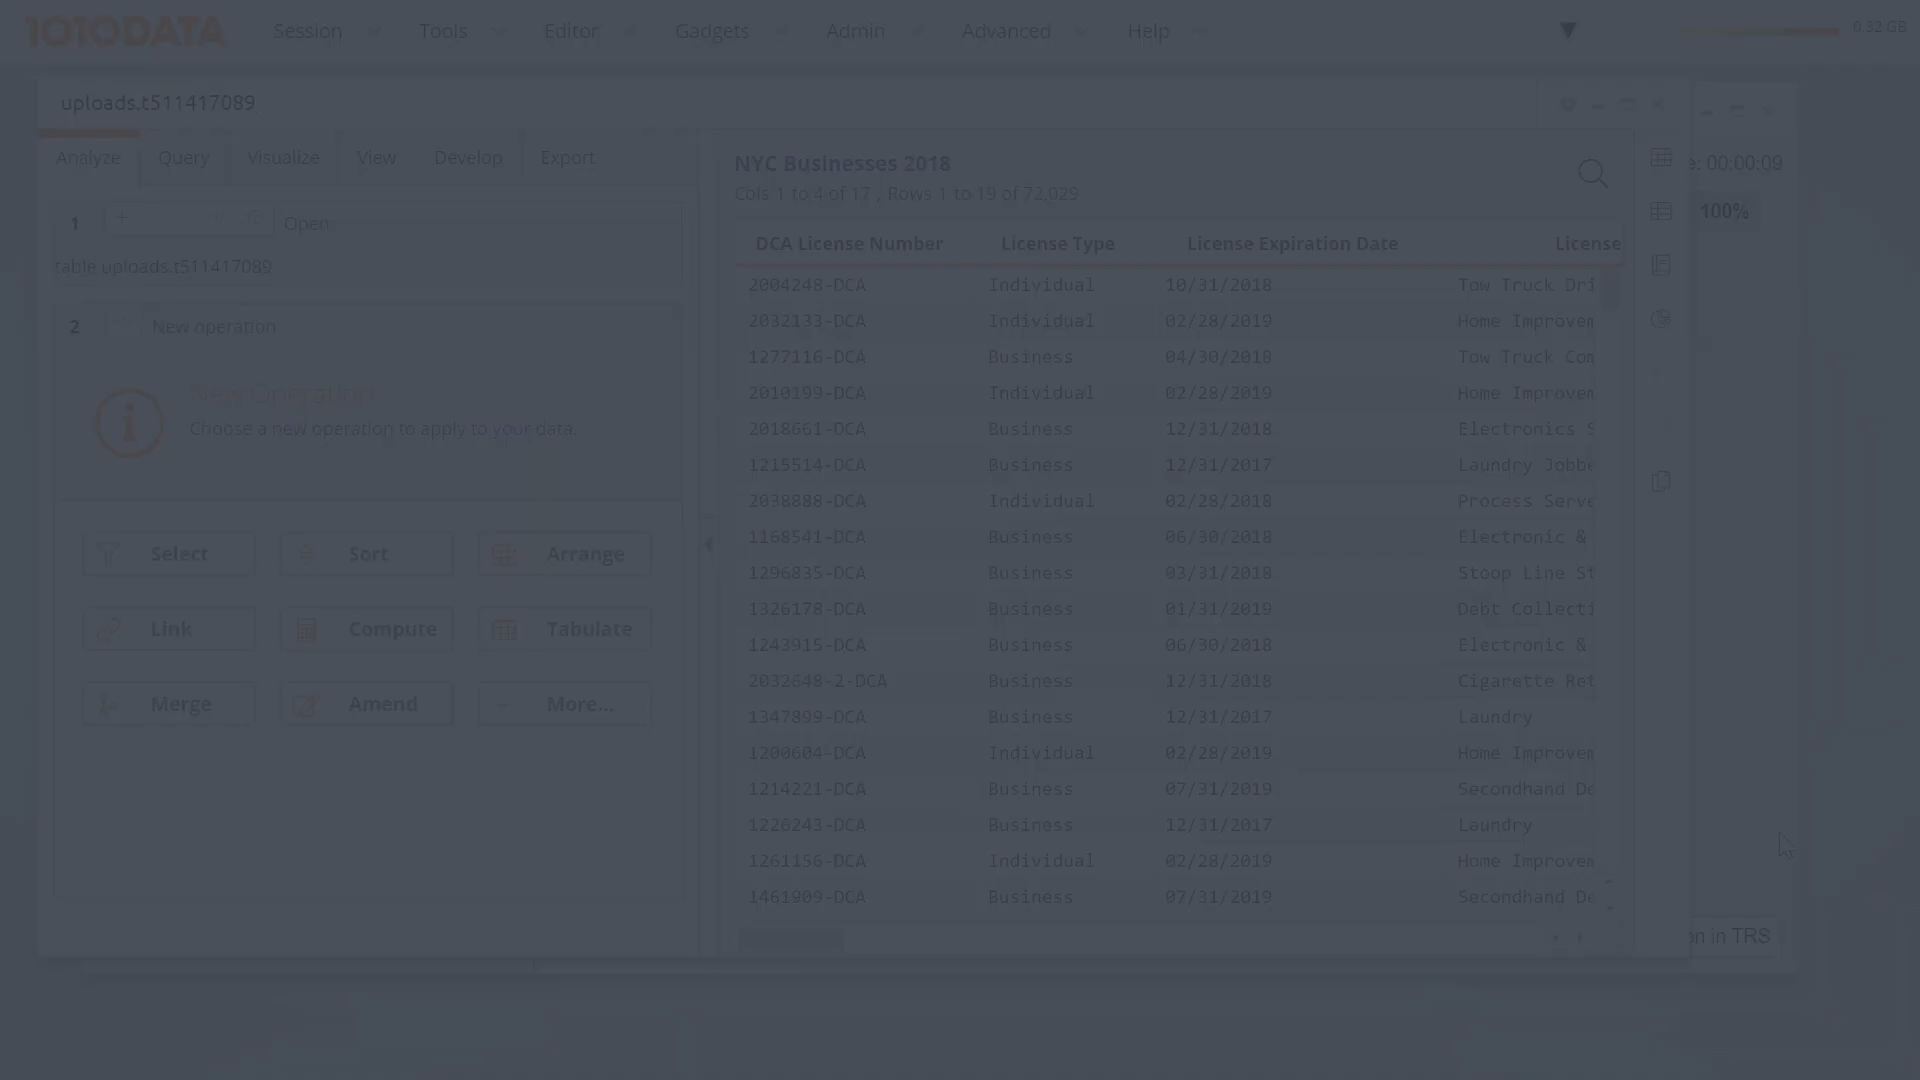 1010DATA Session Tools Editor Gadgets Admin Advanced Help 0.32 GB
uploads.t511417089
Analyze Query Visualize View Develop Export
1 Open
table uploads.t511417089
2 New operation
New Operation
Choose a new operation to apply to your data.
Select Sort Arrange
Link Compute Tabulate
Merge Amend More...
NYC Businesses 2018
Cols 1 to 4 of 17 , Rows 1 to 19 of 72,029
DCA License Number License Type License Expiration Date License
2004248-DCA Individual 10/31/2018 Tow Truck Dri
2032133-DCA Individual 02/28/2019 Home Improvem
1277116-DCA Business 04/30/2018 Tow Truck Com
2010199-DCA Individual 02/28/2019 Home Improvem
2018661-DCA Business 12/31/2018 Electronics S
1215514-DCA Business 12/31/2017 Laundry Jobbe
2038888-DCA Individual 02/28/2018 Process Serve
1168541-DCA Business 06/30/2018 Electronic &
1296835-DCA Business 03/31/2018 Stoop Line St
1326178-DCA Business 01/31/2019 Debt Collecti
1243915-DCA Business 06/30/2018 Electronic &
2032648-2-DCA Business 12/31/2018 Cigarette Ret
1347899-DCA Business 12/31/2017 Laundry
1200604-DCA Individual 02/28/2019 Home Improvem
1214221-DCA Business 07/31/2019 Secondhand De
1226243-DCA Business 12/31/2017 Laundry
1261156-DCA Individual 02/28/2019 Home Improvem
1461909-DCA Business 07/31/2019 Secondhand De
e: 00:00:09
100%
on in TRS